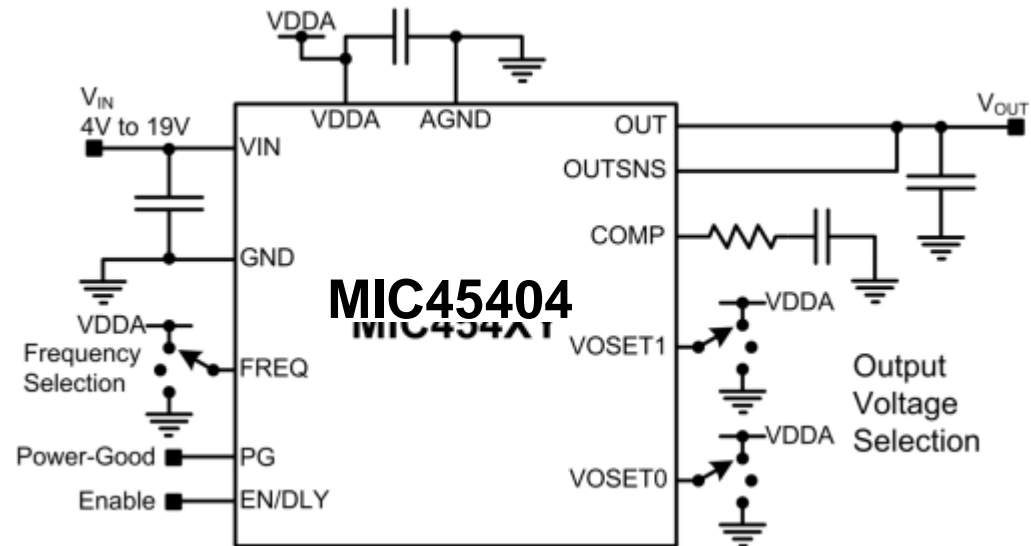 VDDA
VIN
4V to 19V
VDDA AGND
VIN
OUT
VOUT
OUTSNS
COMP
GND
MIC45404
MIC454XY
VDDA
Frequency
Selection
FREQ
VOSET1
VDDA
Output
Voltage
Selection
Power-Good
PG
VDDA
VOSET0
Enable
EN/DLY